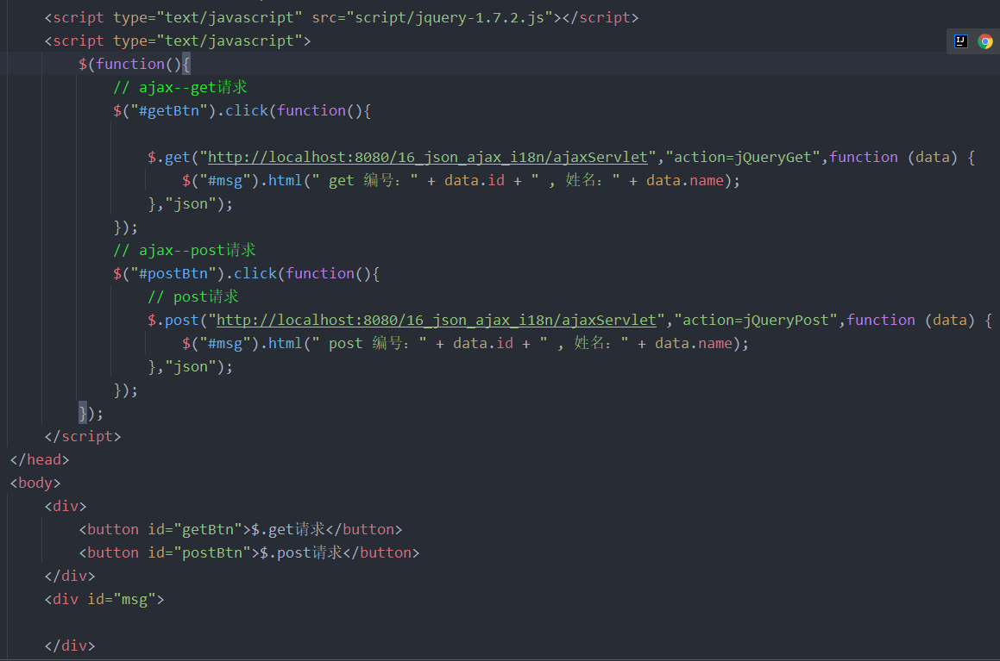 <script type="text/javascript" src="script/jquery-1.7.2.js"></script>
<script type="text/javascript">
$(function(){
// ajax--get请求
$("#getBtn").click(function(){
$.get("http://localhost:8080/16_json_ajax_i18n/ajaxServlet","action=jQueryGet",function (data) {
$("#msg").html(" get 编号：" + data.id + " , 姓名：" + data.name);
},"json");
});
// ajax--post请求
$("#postBtn").click(function(){
// post请求
$.post("http://localhost:8080/16_json_ajax_i18n/ajaxServlet","action=jQueryPost",function (data) {
$("#msg").html(" post 编号：" + data.id + " , 姓名：" + data.name);
},"json");
});
});
</script>
</head>
<body>
<div>
<button id="getBtn">$.get请求</button>
<button id="postBtn">$.post请求</button>
</div>
<div id="msg">
</div>